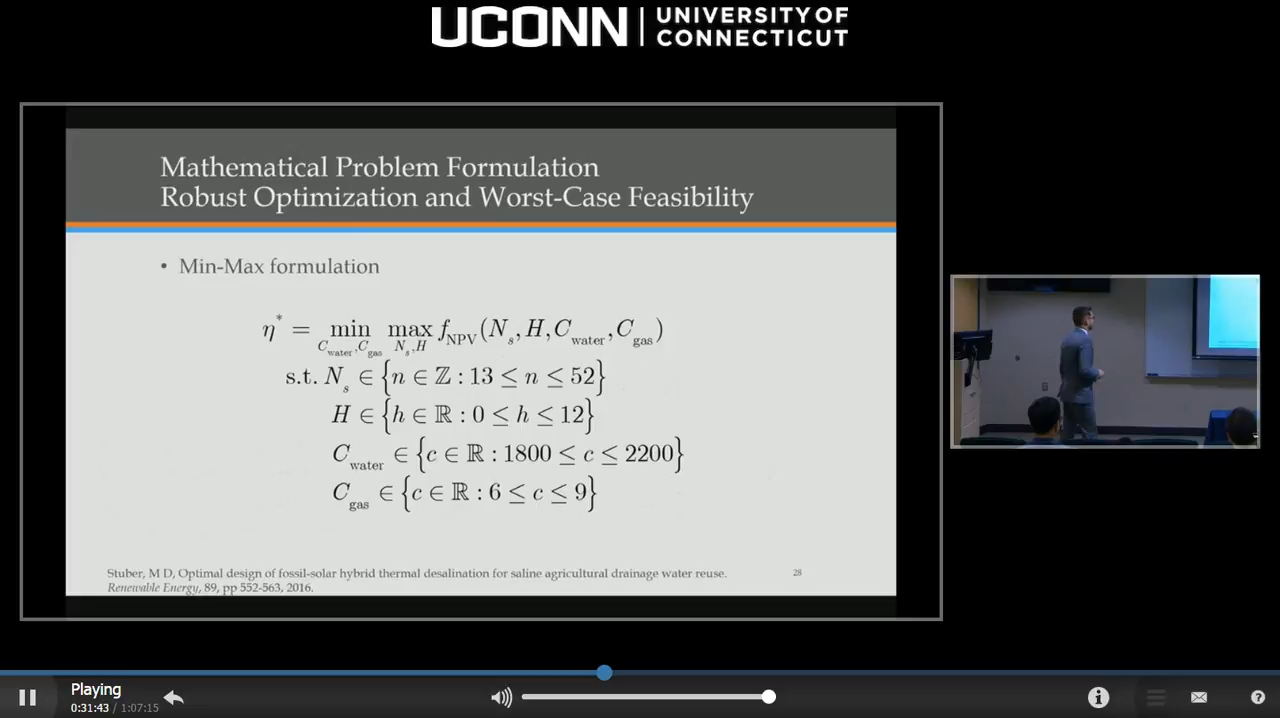 UCONN | UNIVERSITY OF
CONNECTICUT
Mathematical Problem Formulation
Robust Optimization and Worst-Case Feasibility
• Min-Max formulation
η* = min max f_NPV(N_s, H, C_water, C_gas)
C_water, C_gas N_s, H
s.t. N_s ∈ {n ∈ ℤ : 13 ≤ n ≤ 52}
H ∈ {h ∈ ℝ : 0 ≤ h ≤ 12}
C_water ∈ {c ∈ ℝ : 1800 ≤ c ≤ 2200}
C_gas ∈ {c ∈ ℝ : 6 ≤ c ≤ 9}
Stuber, M D, Optimal design of fossil-solar hybrid thermal desalination for saline agricultural drainage water reuse.
Renewable Energy, 89, pp 552-563, 2016.
28
Playing
0:31:43 / 1:07:15